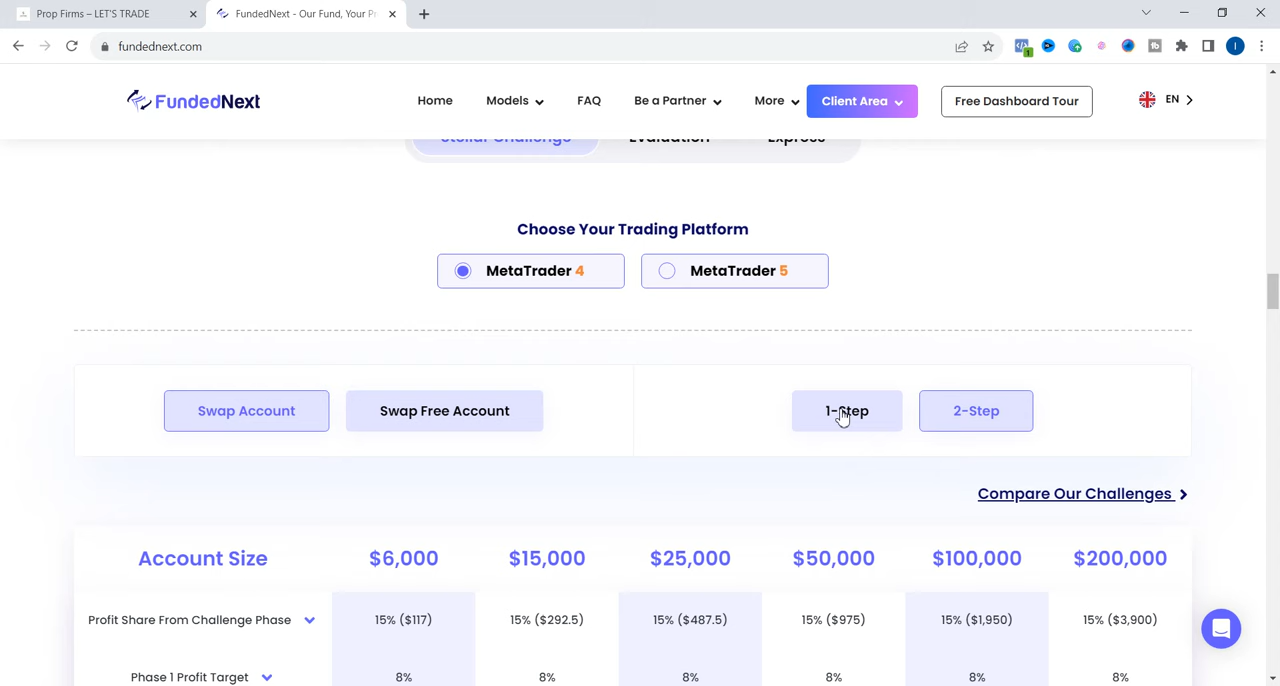 Prop Firms – LET'S TRADE
FundedNext - Our Fund, Your Pr
fundednext.com
1
I
FundedNext
Home
Models
FAQ
Be a Partner
More
Client Area
Free Dashboard Tour
EN
Stellar Challenge
Evaluation
Express
Choose Your Trading Platform
MetaTrader 4
MetaTrader 5
Swap Account
Swap Free Account
1-Step
2-Step
Compare Our Challenges
Account Size $6,000 $15,000 $25,000 $50,000 $100,000 $200,000
Profit Share From Challenge Phase 15% ($117) 15% ($292.5) 15% ($487.5) 15% ($975) 15% ($1,950) 15% ($3,900)
Phase 1 Profit Target 8% 8% 8% 8% 8% 8%